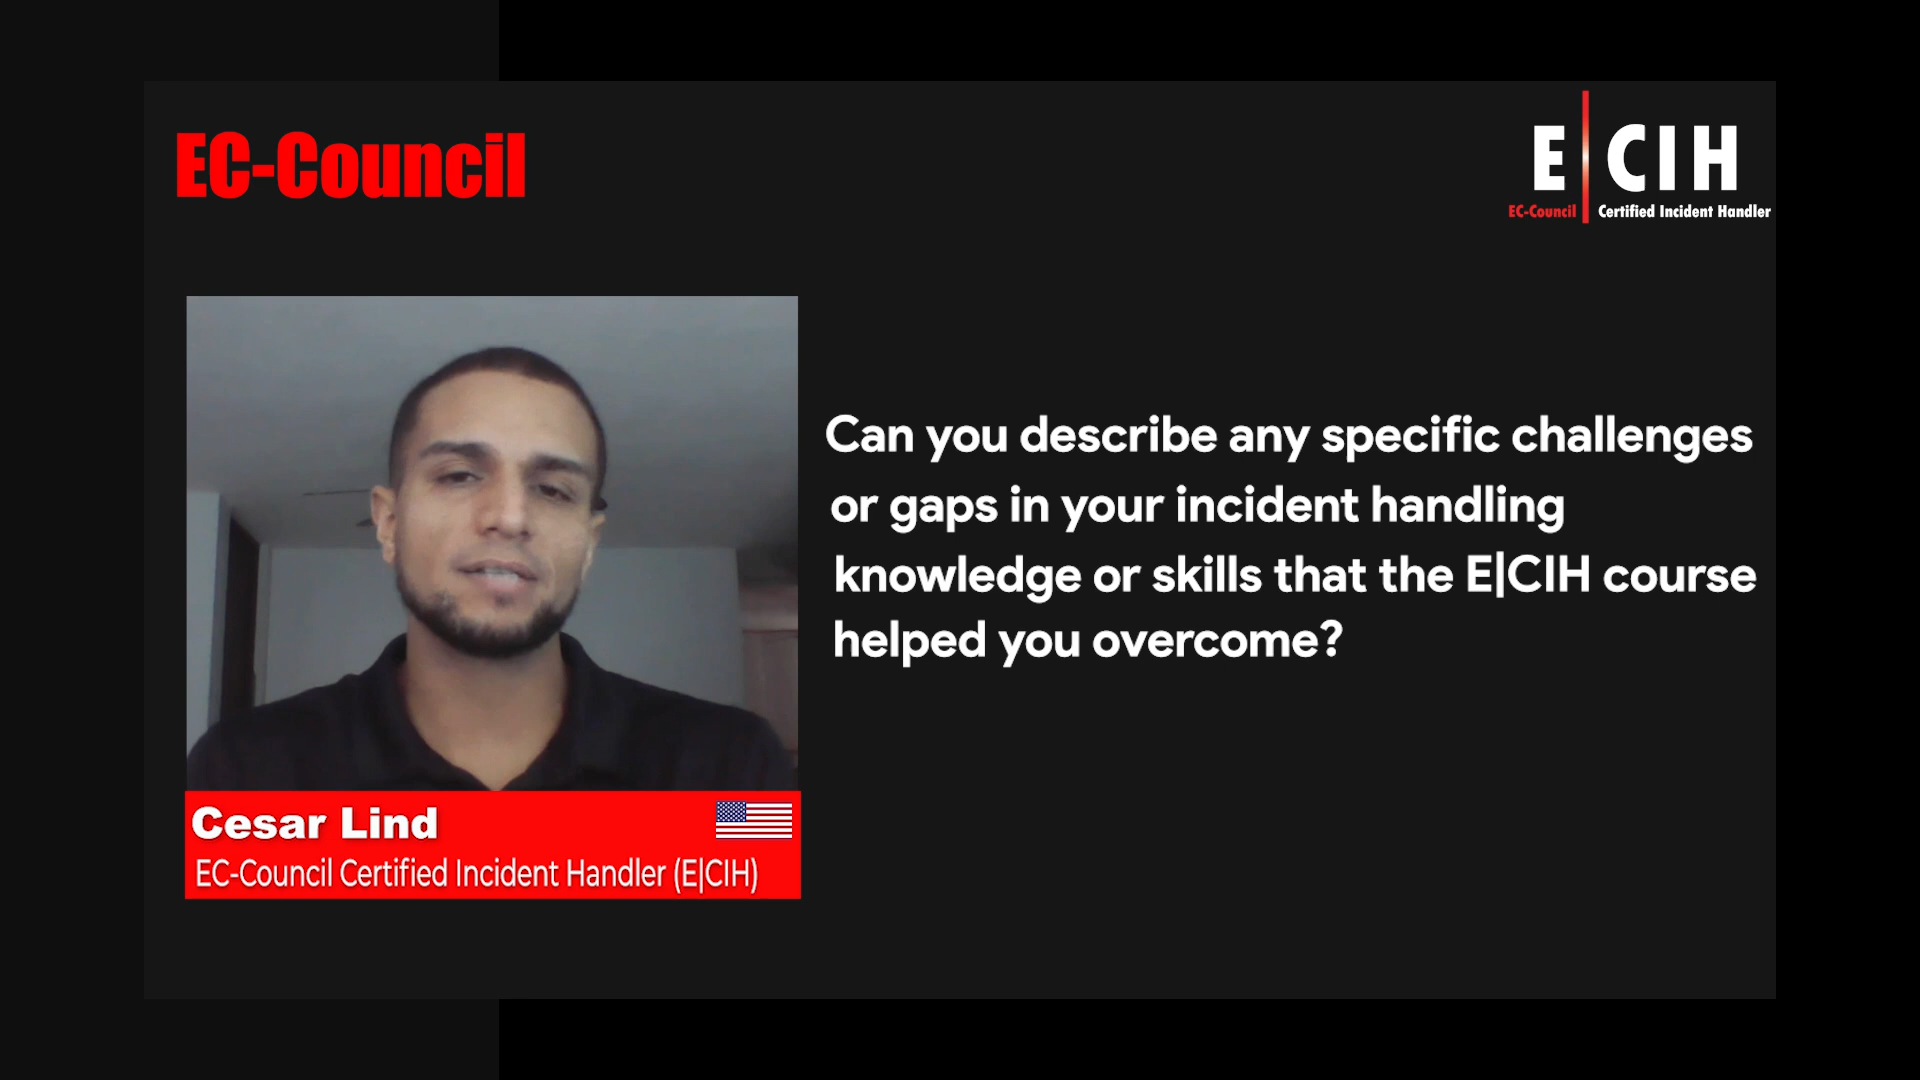 EC-Council
E|CIH
EC-Council Certified Incident Handler
Can you describe any specific challenges
or gaps in your incident handling
knowledge or skills that the E|CIH course
helped you overcome?
Cesar Lind
EC-Council Certified Incident Handler (E|CIH)